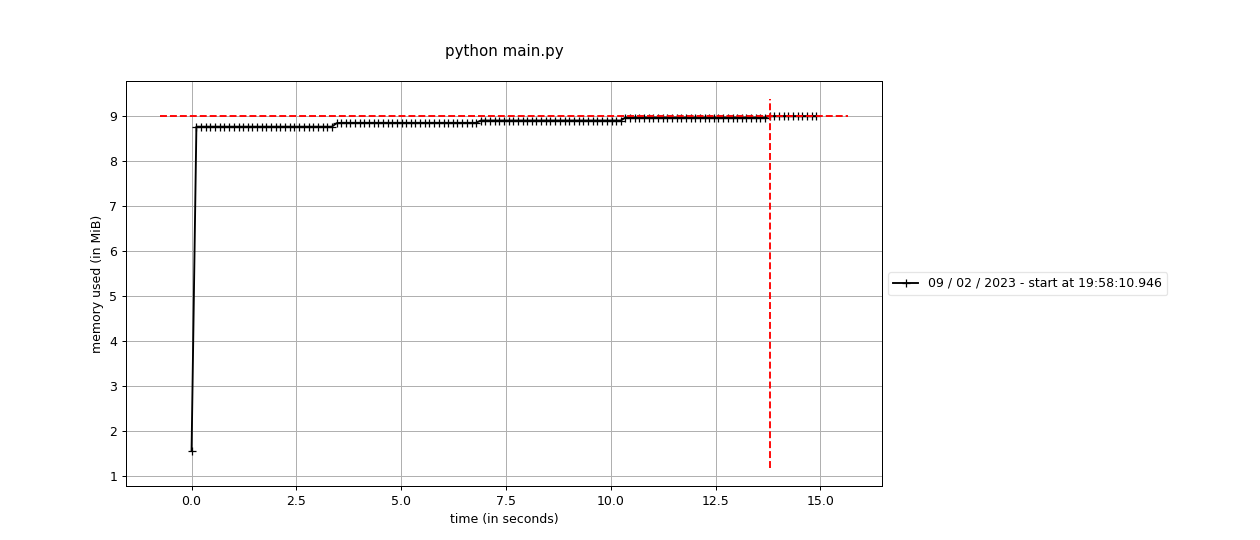 python main.py
memory used (in MiB)
9
8
7
6
5
4
3
2
1
0.0 2.5 5.0 7.5 10.0 12.5 15.0
time (in seconds)
09 / 02 / 2023 - start at 19:58:10.946